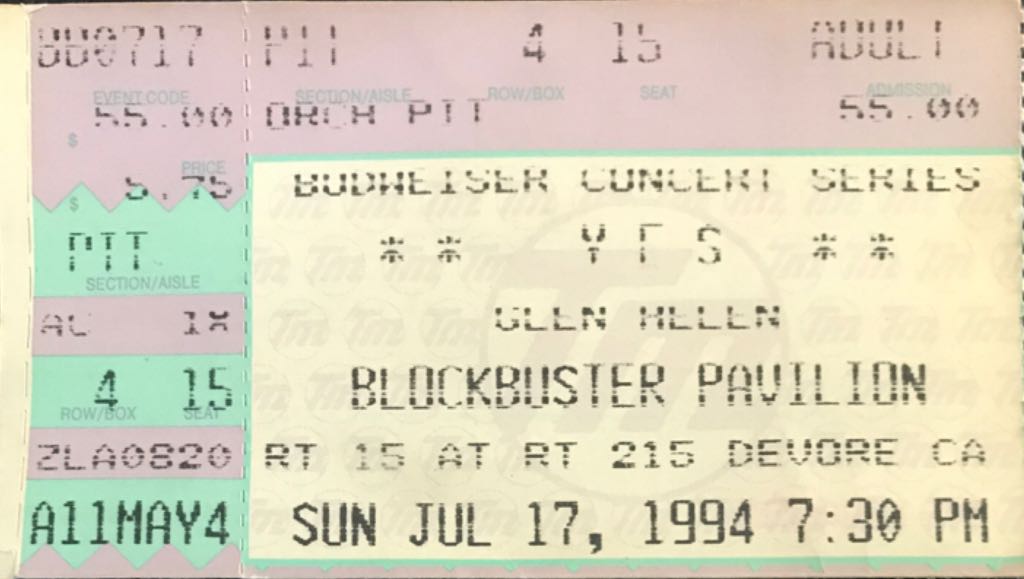 BB0717 PIT 4 15 ADULT
EVENT CODE SECTION/AISLE ROW/BOX SEAT ADMISSION
$ 55.00 ORCH PIT 55.00
PRICE
$ 5.75 BUDWEISER CONCERT SERIES
PIT ** YES **
SECTION/AISLE
AC 1X GLEN HELEN
4 15 BLOCKBUSTER PAVILION
ROW/BOX SEAT
ZLA0820 RT 15 AT RT 215 DEVORE CA
A11MAY4 SUN JUL 17, 1994 7:30 PM